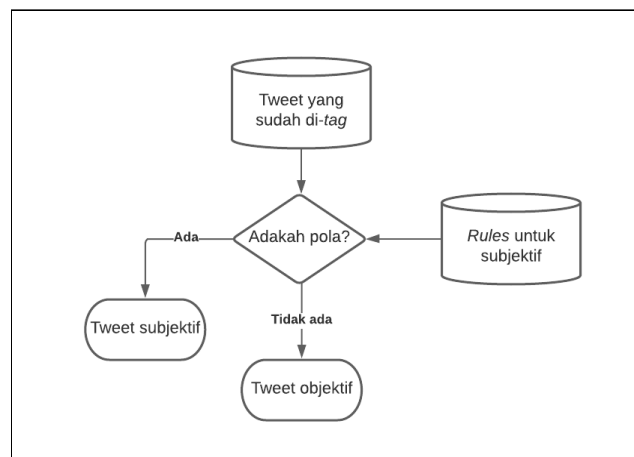 Tweet yang
sudah di-tag
Adakah pola?
Rules untuk
subjektif
Ada
Tweet subjektif
Tidak ada
Tweet objektif